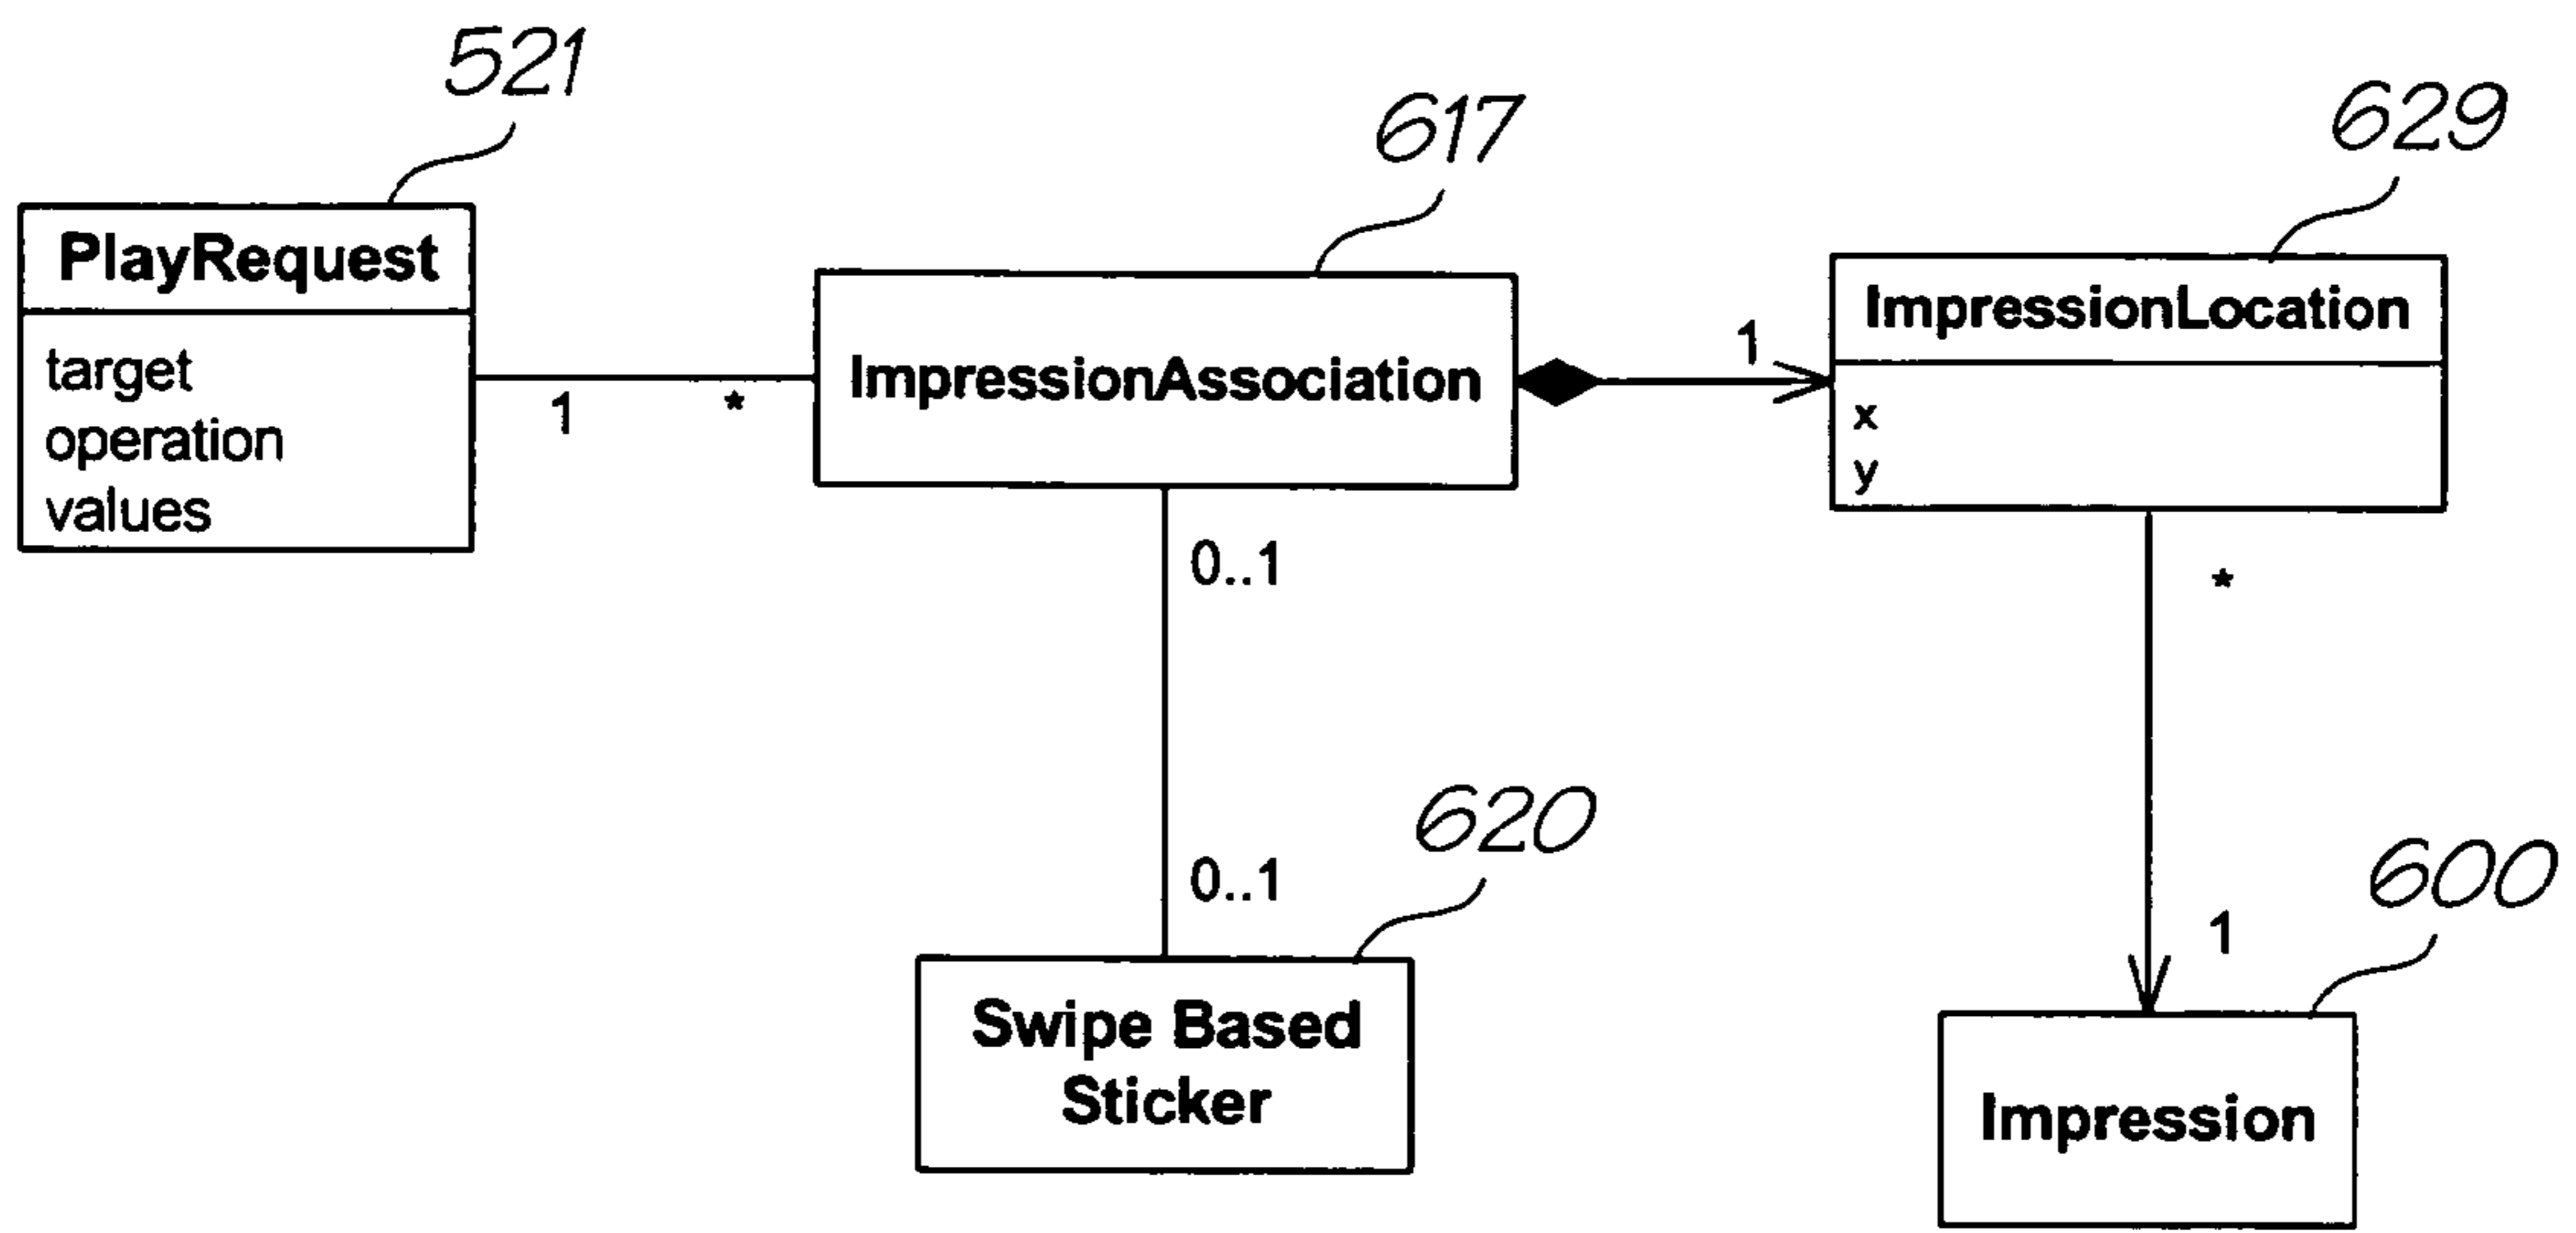 521
617
629
PlayRequest
target
operation
values
1
*
ImpressionAssociation
1
ImpressionLocation
x
y
0..1
*
0..1
620
1
600
Swipe Based
Sticker
Impression